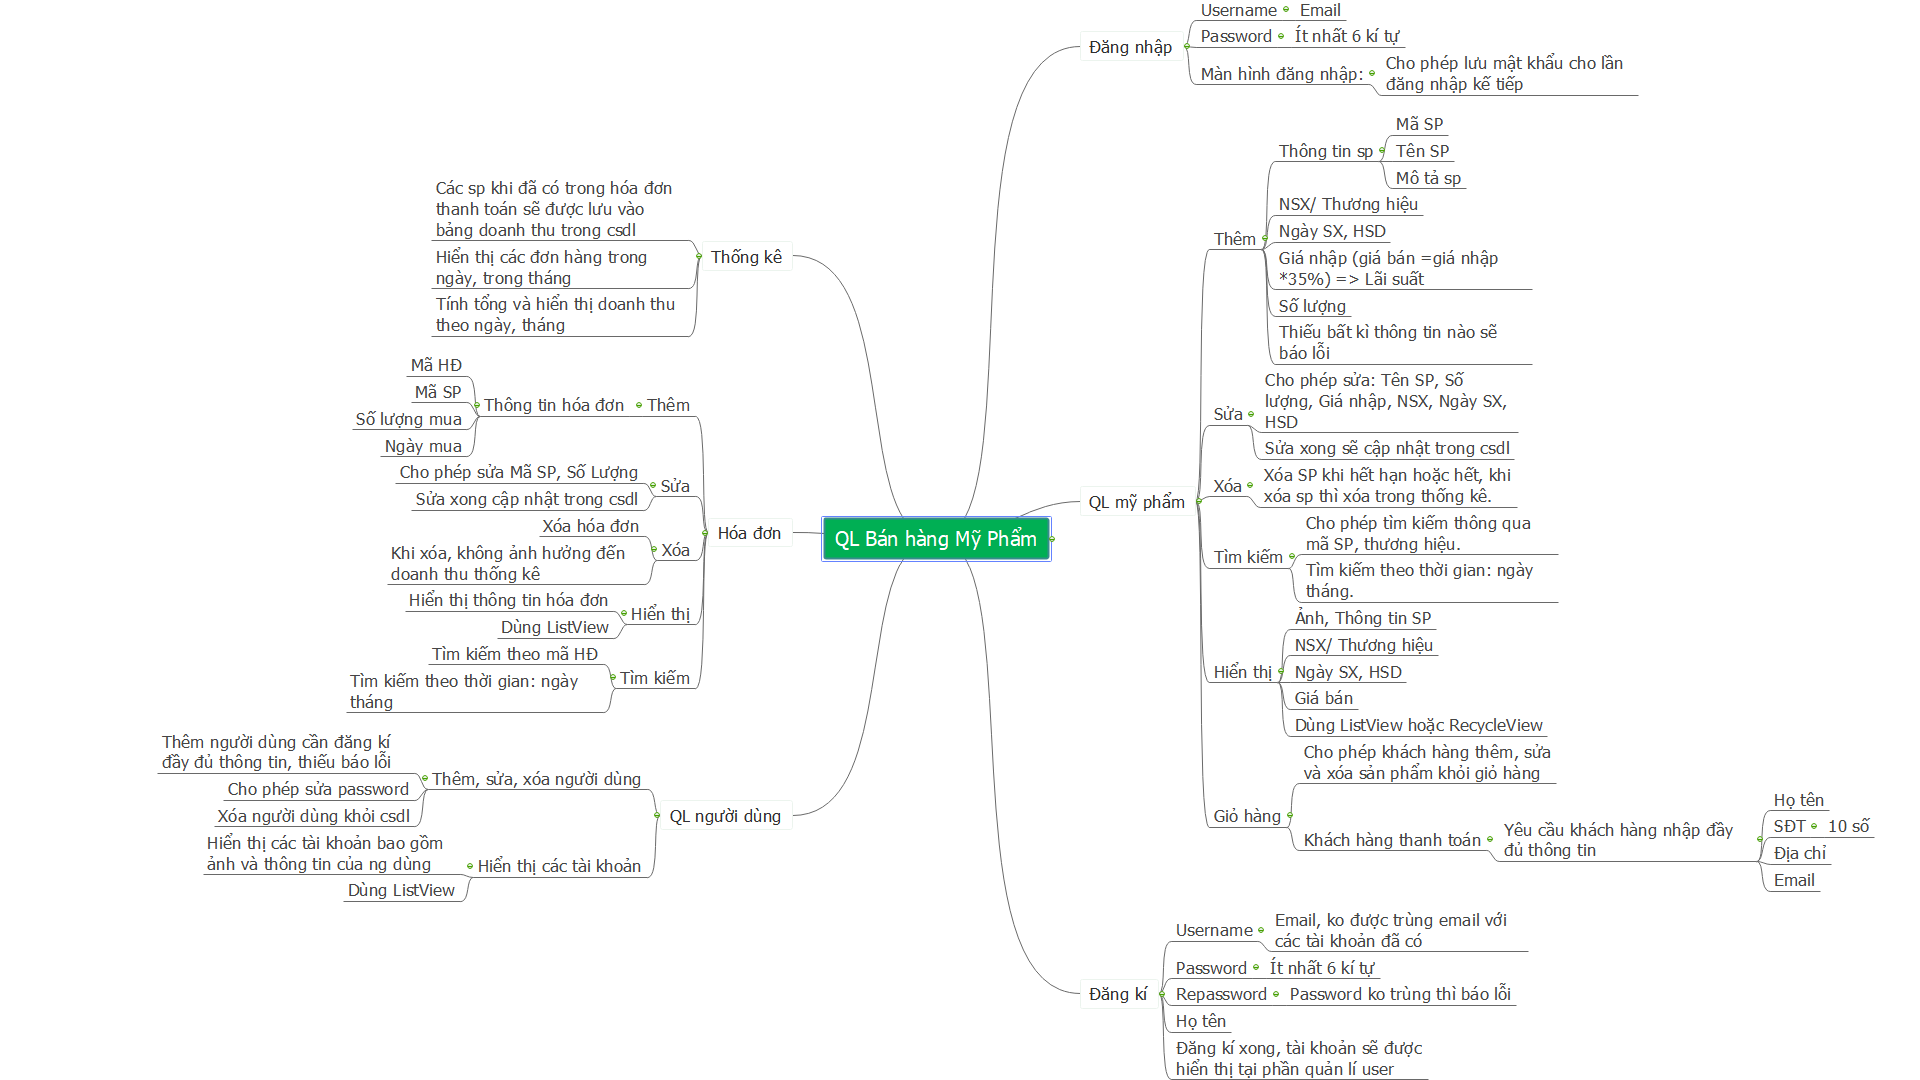 QL Bán hàng Mỹ Phẩm
Đăng nhập
Username
Email
Password
Ít nhất 6 kí tự
Màn hình đăng nhập:
Cho phép lưu mật khẩu cho lần
đăng nhập kế tiếp
QL mỹ phẩm
Thêm
Thông tin sp
Mã SP
Tên SP
Mô tả sp
NSX/ Thương hiệu
Ngày SX, HSD
Giá nhập (giá bán =giá nhập
*35%) => Lãi suất
Số lượng
Thiếu bất kì thông tin nào sẽ
báo lỗi
Sửa
Cho phép sửa: Tên SP, Số
lượng, Giá nhập, NSX, Ngày SX,
HSD
Sửa xong sẽ cập nhật trong csdl
Xóa
Xóa SP khi hết hạn hoặc hết, khi
xóa sp thì xóa trong thống kê.
Tìm kiếm
Cho phép tìm kiếm thông qua
mã SP, thương hiệu.
Tìm kiếm theo thời gian: ngày
tháng.
Hiển thị
Ảnh, Thông tin SP
NSX/ Thương hiệu
Ngày SX, HSD
Giá bán
Dùng ListView hoặc RecycleView
Giỏ hàng
Cho phép khách hàng thêm, sửa
và xóa sản phẩm khỏi giỏ hàng
Khách hàng thanh toán
Yêu cầu khách hàng nhập đầy
đủ thông tin
Họ tên
SĐT
10 số
Địa chỉ
Email
Đăng kí
Username
Email, ko được trùng email với
các tài khoản đã có
Password
Ít nhất 6 kí tự
Repassword
Password ko trùng thì báo lỗi
Họ tên
Đăng kí xong, tài khoản sẽ được
hiển thị tại phần quản lí user
Thống kê
Các sp khi đã có trong hóa đơn
thanh toán sẽ được lưu vào
bảng doanh thu trong csdl
Hiển thị các đơn hàng trong
ngày, trong tháng
Tính tổng và hiển thị doanh thu
theo ngày, tháng
Hóa đơn
Thêm
Thông tin hóa đơn
Mã HĐ
Mã SP
Số lượng mua
Ngày mua
Sửa
Cho phép sửa Mã SP, Số Lượng
Sửa xong cập nhật trong csdl
Xóa
Xóa hóa đơn
Khi xóa, không ảnh hưởng đến
doanh thu thống kê
Hiển thị
Hiển thị thông tin hóa đơn
Dùng ListView
Tìm kiếm
Tìm kiếm theo mã HĐ
Tìm kiếm theo thời gian: ngày
tháng
QL người dùng
Thêm, sửa, xóa người dùng
Thêm người dùng cần đăng kí
đầy đủ thông tin, thiếu báo lỗi
Cho phép sửa password
Xóa người dùng khỏi csdl
Hiển thị các tài khoản
Hiển thị các tài khoản bao gồm
ảnh và thông tin của ng dùng
Dùng ListView